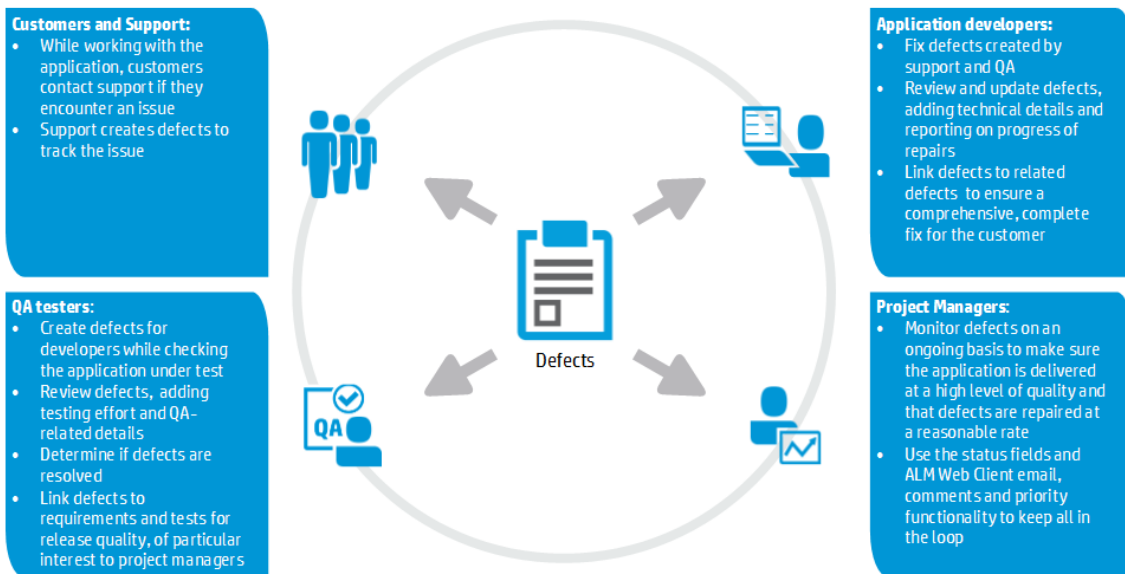 Customers and Support:
• While working with the
application, customers
contact support if they
encounter an issue
• Support creates defects to
track the issue
Application developers:
• Fix defects created by
support and QA
• Review and update defects,
adding technical details and
reporting on progress of
repairs
• Link defects to related
defects to ensure a
comprehensive, complete
fix for the customer
Defects
QA testers:
• Create defects for
developers while checking
the application under test
• Review defects, adding
testing effort and QA-
related details
• Determine if defects are
resolved
• Link defects to
requirements and tests for
release quality, of particular
interest to project managers
QA
Project Managers:
• Monitor defects on an
ongoing basis to make sure
the application is delivered
at a high level of quality and
that defects are repaired at
a reasonable rate
• Use the status fields and
ALM Web Client email,
comments and priority
functionality to keep all in
the loop